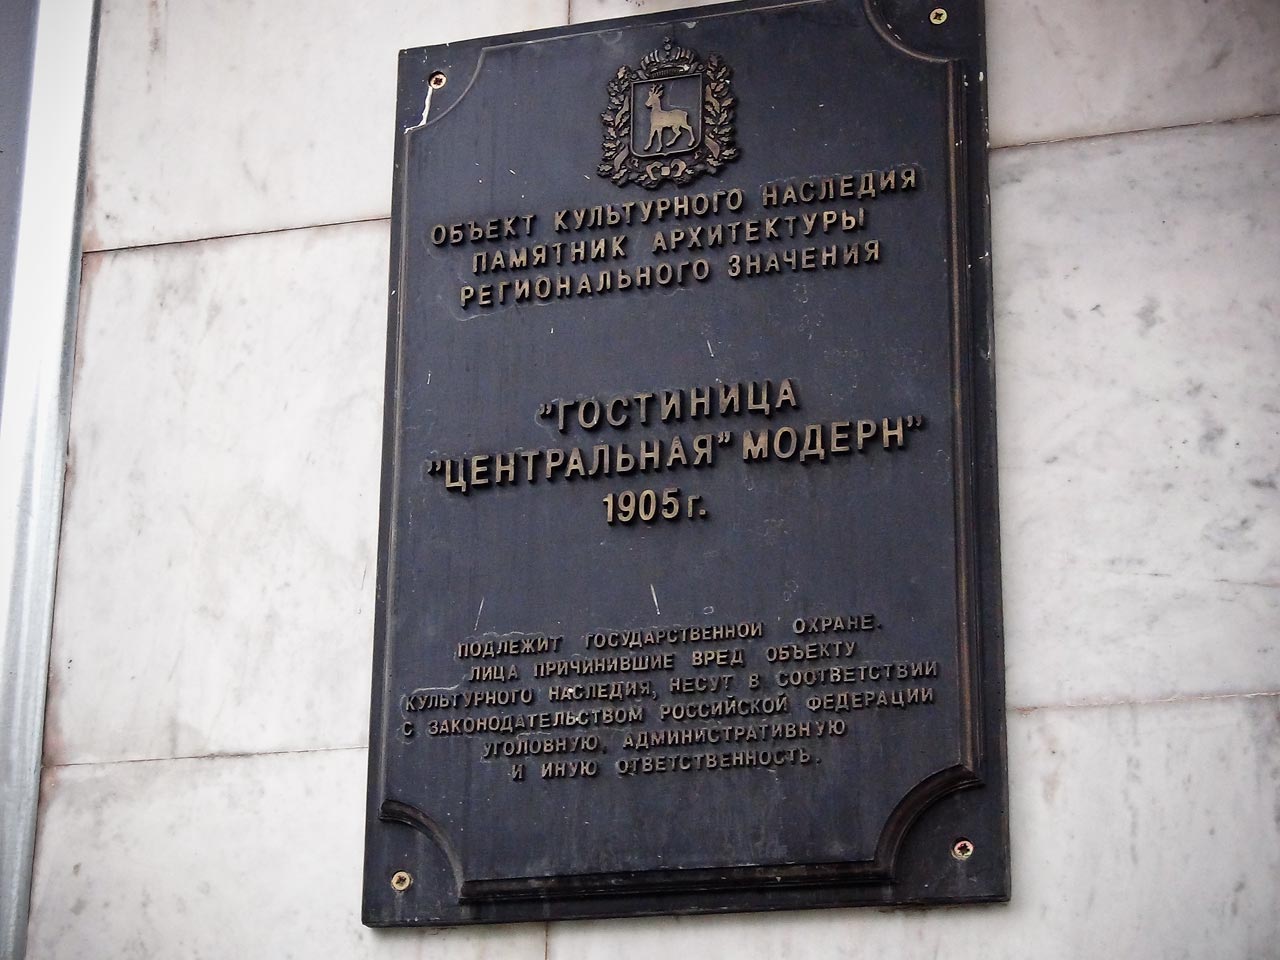 ОБЪЕКТ КУЛЬТУРНОГО НАСЛЕДИЯ
ПАМЯТНИК АРХИТЕКТУРЫ
РЕГИОНАЛЬНОГО ЗНАЧЕНИЯ
"ГОСТИНИЦА
"ЦЕНТРАЛЬНАЯ" МОДЕРН"
1905 г.
ПОДЛЕЖИТ ГОСУДАРСТВЕННОЙ ОХРАНЕ.
ЛИЦА ПРИЧИНИВШИЕ ВРЕД ОБЪЕКТУ
КУЛЬТУРНОГО НАСЛЕДИЯ, НЕСУТ В СООТВЕТСТВИИ
С ЗАКОНОДАТЕЛЬСТВОМ РОССИЙСКОЙ ФЕДЕРАЦИИ
УГОЛОВНУЮ, АДМИНИСТРАТИВНУЮ
И ИНУЮ ОТВЕТСТВЕННОСТЬ.